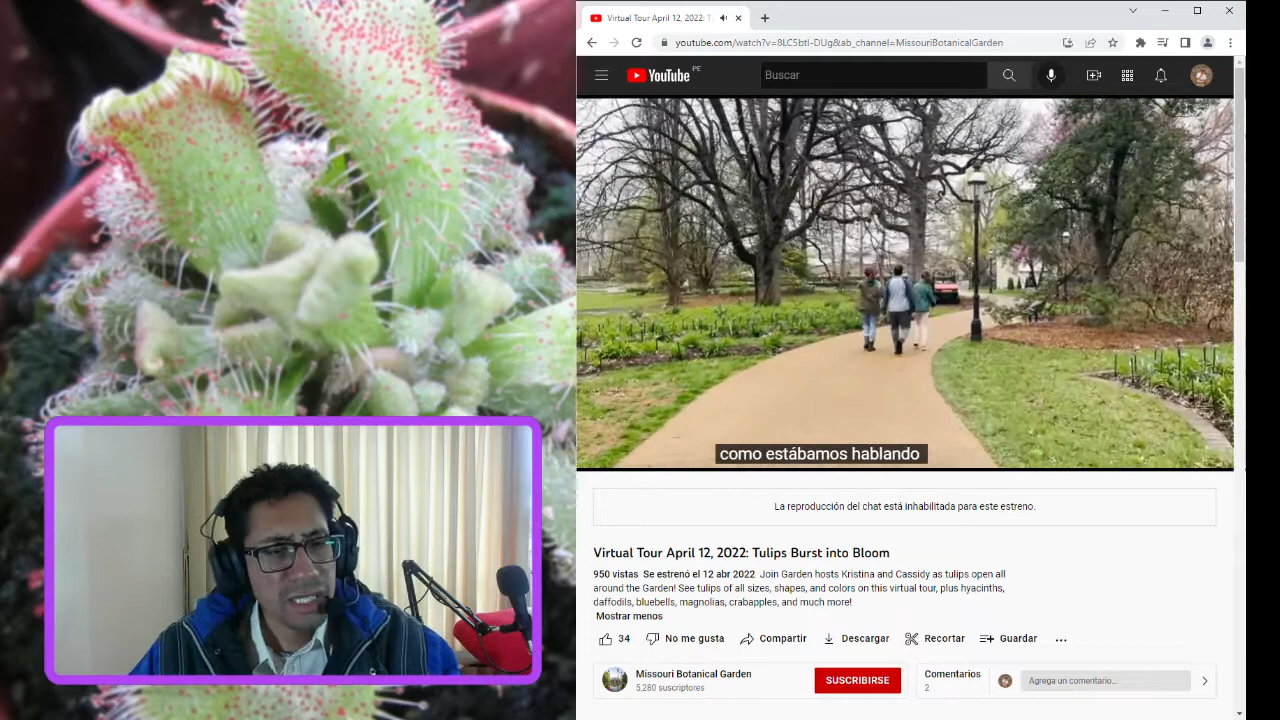 Virtual Tour April 12, 2022: T
youtube.com/watch?v=8LC5btI-DUg&ab_channel=MissouriBotanicalGarden
YouTube PE
Buscar
como estábamos hablando
La reproducción del chat está inhabilitada para este estreno.
Virtual Tour April 12, 2022: Tulips Burst into Bloom
950 vistas Se estrenó el 12 abr 2022 Join Garden hosts Kristina and Cassidy as tulips open all
around the Garden! See tulips of all sizes, shapes, and colors on this virtual tour, plus hyacinths,
daffodils, bluebells, magnolias, crabapples, and much more!
Mostrar menos
34 No me gusta Compartir Descargar Recortar Guardar ...
Missouri Botanical Garden
5,280 suscriptores
SUSCRIBIRSE
Comentarios
2
Agrega un comentario...